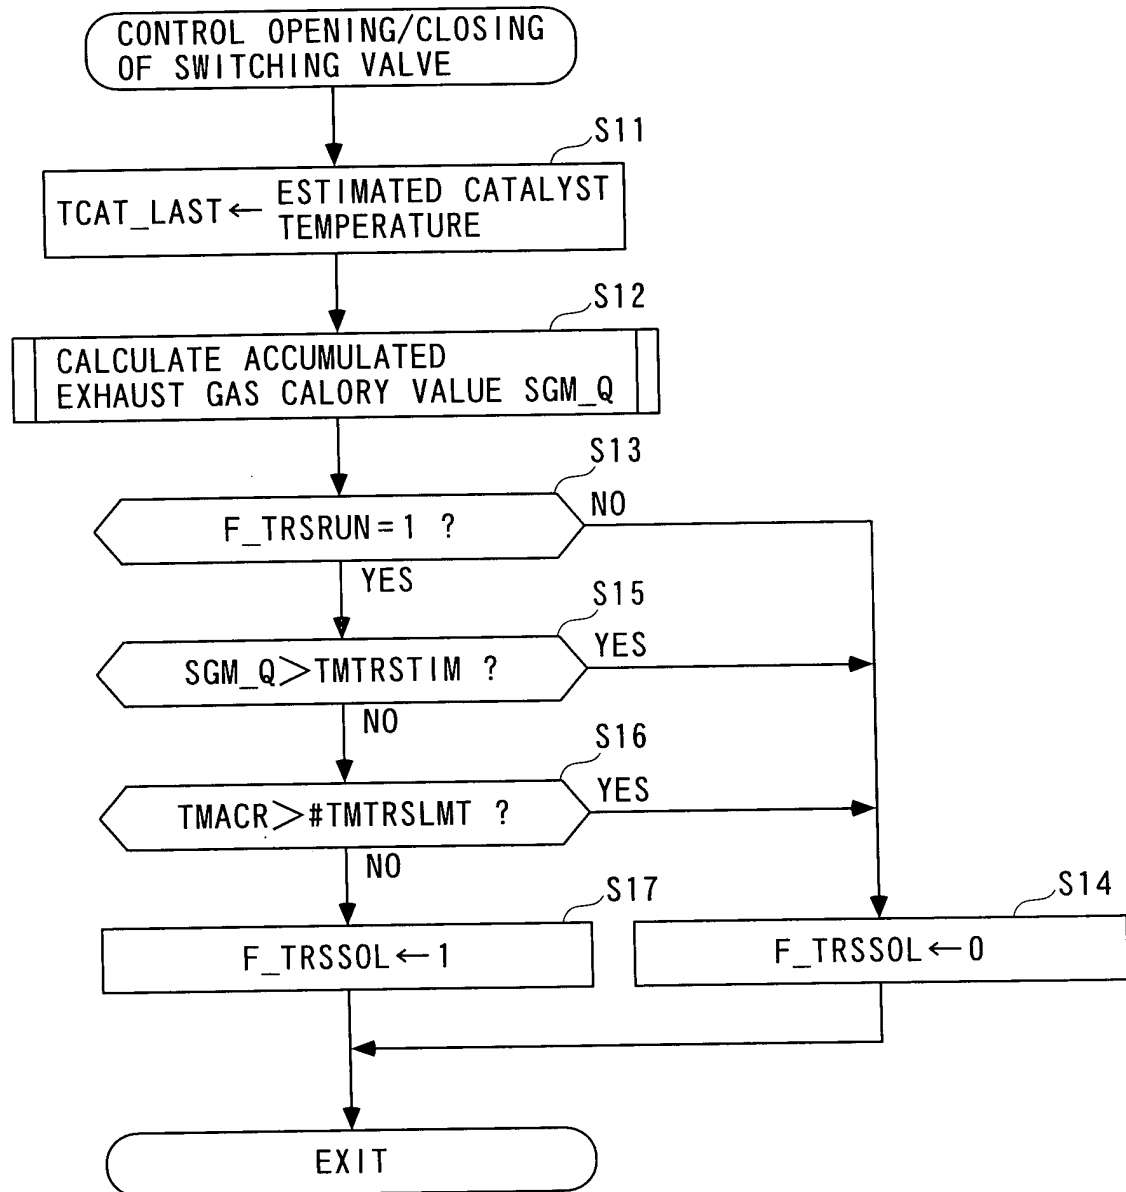 CONTROL OPENING/CLOSING
OF SWITCHING VALVE
S11
TCAT_LAST← ESTIMATED CATALYST
TEMPERATURE
S12
CALCULATE ACCUMULATED
EXHAUST GAS CALORY VALUE SGM_Q
S13
F_TRSRUN=1 ?
NO
YES
S15
SGM_Q>TMTRSTIM ?
YES
NO
S16
TMACR>#TMTRSLMT ?
YES
NO
S17
F_TRSSOL←1
S14
F_TRSSOL←0
EXIT